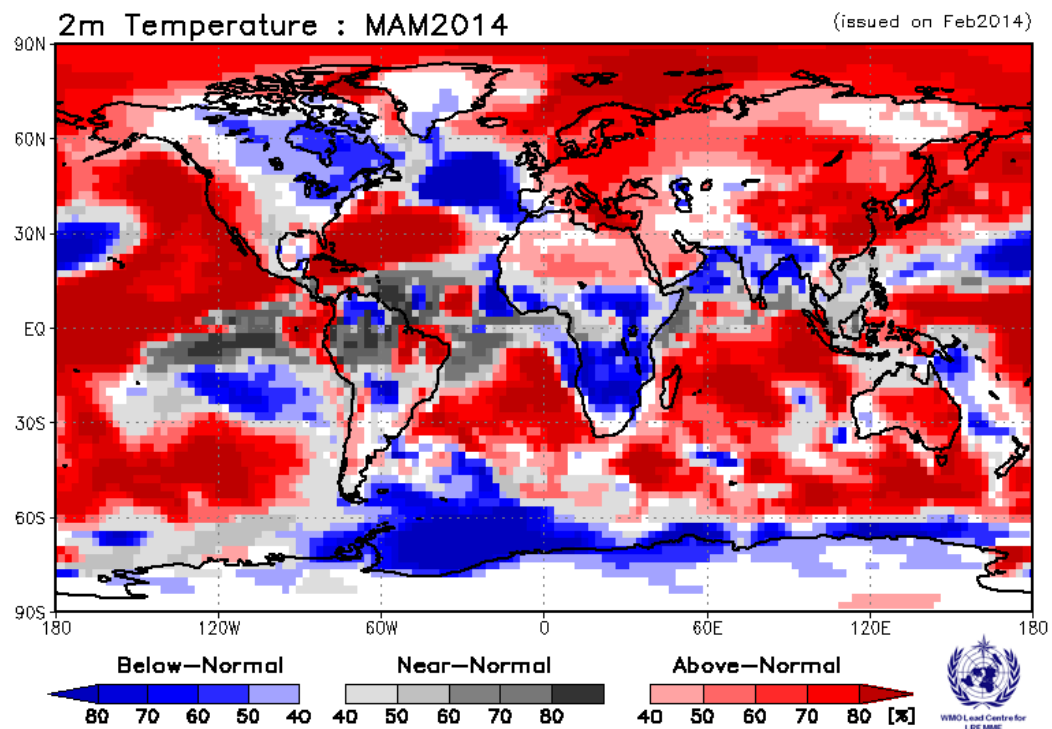 2m Temperature : MAM2014
(issued on Feb2014)
90N
60N
30N
EQ
30S
60S
90S
180 120W 60W 0 60E 120E 180
Below-Normal
80 70 60 50 40
Near-Normal
40 50 60 70 80
Above-Normal
40 50 60 70 80 [%]
WMO Lead Centre for
LRFMME